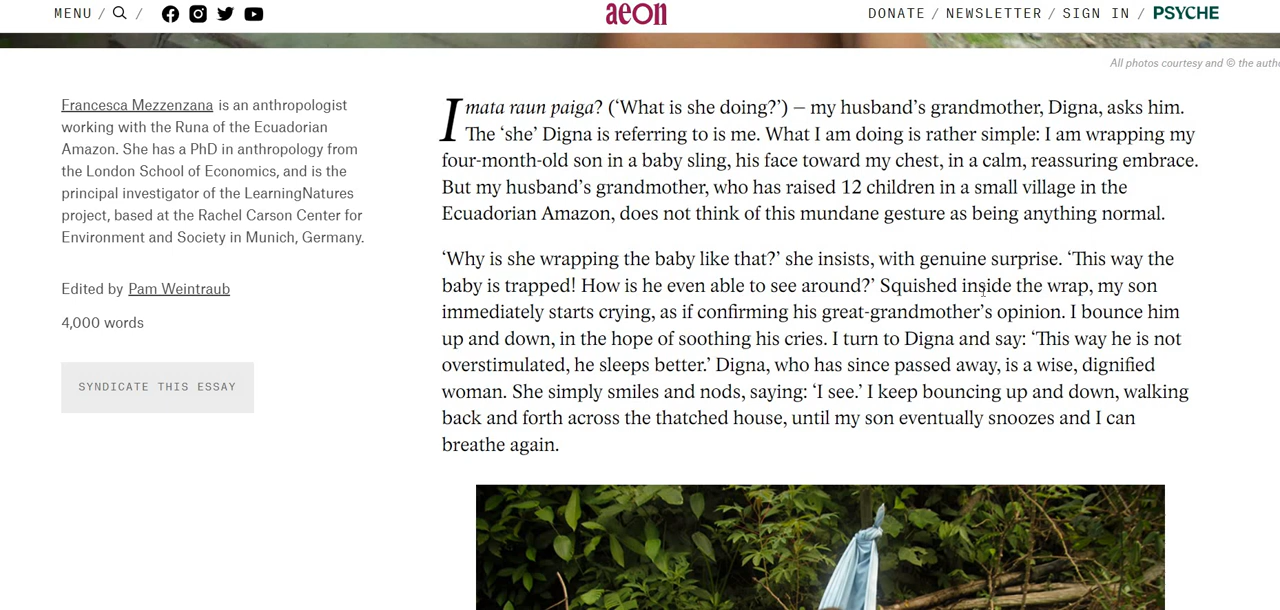 MENU / /
aeon
DONATE / NEWSLETTER / SIGN IN / PSYCHE
All photos courtesy and © the
Francesca Mezzenzana is an anthropologist
working with the Runa of the Ecuadorian
Amazon. She has a PhD in anthropology from
the London School of Economics, and is the
principal investigator of the LearningNatures
project, based at the Rachel Carson Center for
Environment and Society in Munich, Germany.
Edited by Pam Weintraub
4,000 words
SYNDICATE THIS ESSAY
Imata raun paiga? (‘What is she doing?’) – my husband’s grandmother, Digna, asks him.
The ‘she’ Digna is referring to is me. What I am doing is rather simple: I am wrapping my
four-month-old son in a baby sling, his face toward my chest, in a calm, reassuring embrace.
But my husband’s grandmother, who has raised 12 children in a small village in the
Ecuadorian Amazon, does not think of this mundane gesture as being anything normal.
‘Why is she wrapping the baby like that?’ she insists, with genuine surprise. ‘This way the
baby is trapped! How is he even able to see around?’ Squished inside the wrap, my son
immediately starts crying, as if confirming his great-grandmother’s opinion. I bounce him
up and down, in the hope of soothing his cries. I turn to Digna and say: ‘This way he is not
overstimulated, he sleeps better.’ Digna, who has since passed away, is a wise, dignified
woman. She simply smiles and nods, saying: ‘I see.’ I keep bouncing up and down, walking
back and forth across the thatched house, until my son eventually snoozes and I can
breathe again.